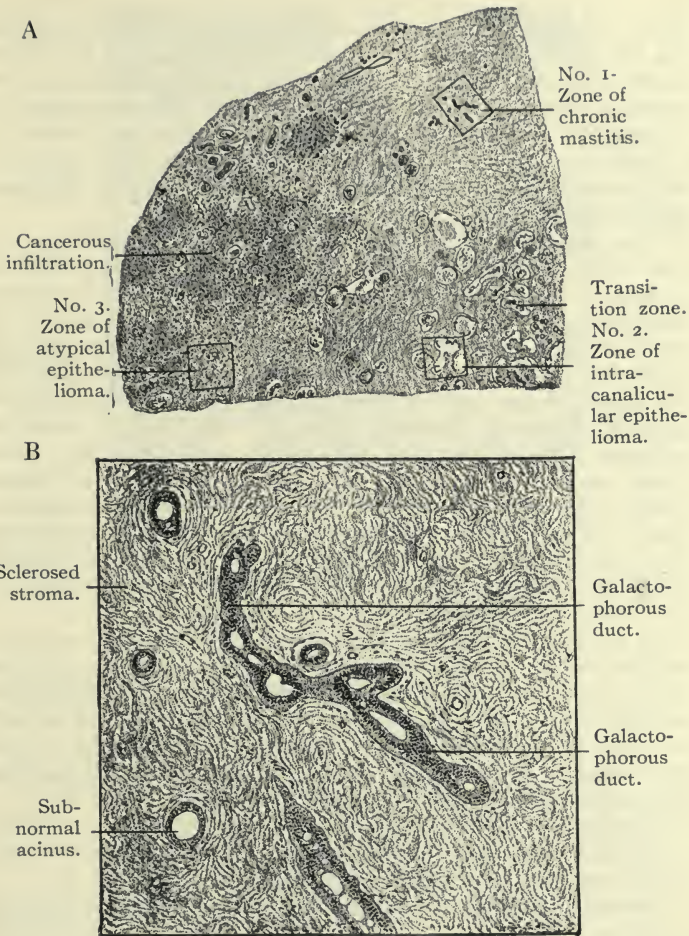 A
No. 1-
Zone of
chronic
mastitis.
Cancerous
infiltration.
No. 3.
Zone of
atypical
epithe-
lioma.
Transi-
tion zone.
No. 2.
Zone of
intra-
canalicu-
lar epithe-
lioma.
B
Sclerosed
stroma.
Galacto-
phorous
duct.
Galacto-
phorous
duct.
Sub-
normal
acinus.